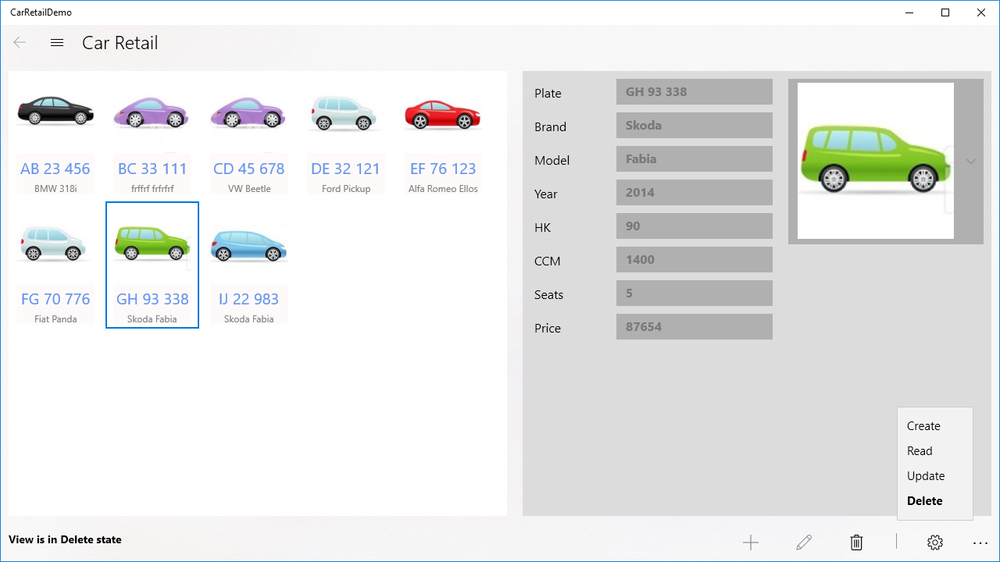 CarRetailDemo
Car Retail
AB 23 456
BMW 318i
BC 33 111
frffrf frfrfrf
CD 45 678
VW Beetle
DE 32 121
Ford Pickup
EF 76 123
Alfa Romeo Ellos
FG 70 776
Fiat Panda
GH 93 338
Skoda Fabia
IJ 22 983
Skoda Fabia
Plate GH 93 338
Brand Skoda
Model Fabia
Year 2014
HK 90
CCM 1400
Seats 5
Price 87654
Create
Read
Update
Delete
View is in Delete state